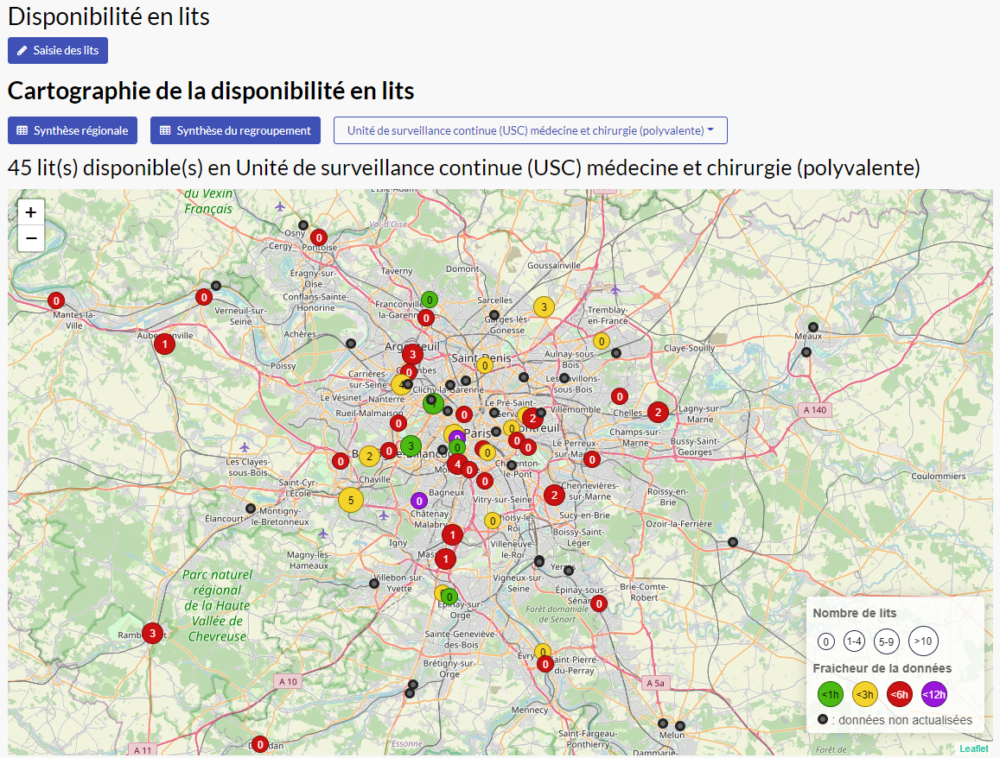 Disponibilité en lits
Saisie des lits
Cartographie de la disponibilité en lits
Synthèse régionale
Synthèse du regroupement
Unité de surveillance continue (USC) médecine et chirurgie (polyvalente)
45 lit(s) disponible(s) en Unité de surveillance continue (USC) médecine et chirurgie (polyvalente)
+
−
du Vexin
Français
Val-d'Oise
Osny
0
Cergy
Pontoise
Goussainville
Taverny
Domont
Éragny-sur-
Oise
Conflans-Sainte-
Honorine
0
Mantes-la-
Ville
0
Verneuil-sur-
Seine
Franconville
0
la-Garenne
0
Sarcelles
Garges-lès-
Gonesse
3
Tremblay-
en-France
0
Meaux
Achères
1
Poissy
3
Saint-Denis
0
Aulnay-sous-
Bois
Claye-Souilly
Carrières-
sur-Seine
0
4
Clichy-la-Garenne
Les Pavillons-
sous-Bois
0
A 140
Le Vésinet
Nanterre
Rueil-Malmaison
0
0
Le Pré-Saint-
Villemomble
2
Chelles
2
Lagny-sur-
Marne
Paris
0
0
Champs-sur-
Marne
Bussy-Saint-
Georges
Les Clayes-
sous-Bois
0
2
0
3
0
0
0
0
Le Perreux-
sur-Marne
0
Coulommiers
Chaville
4
0
0
Charenton-
le-Pont
Saint-Cyr-
l'École
5
Bagneux
0
Châtenay
Malabry
Vitry-sur-Seine
2
Chennevières-
sur-Marne
Roissy-en-
Brie
Élancourt
Montigny-
le-Bretonneux
0
Choisy-le-
Roi
Sucy-en-Brie
Ozoir-la-Ferrière
Igny
1
Villeneuve-
le-Roi
Boissy-Saint-
Léger
Magny-les-
Hameaux
1
Yerres
Parc naturel
régional
de la Haute
Vallée de
Chevreuse
Villebon-sur-
Yvette
Vigneux-sur-
Seine
Épinay-sous-
Sénart
0
Brie-Comte-
Robert
0
Épinay-sur-
Orge
Forêt domaniale
de Sénart
3
Sainte-Geneviève-
des-Bois
Évry
0
0
Saint-Pierre-
du-Perray
Brétigny-sur-
Orge
A 10
A 5a
Mennecy
0
A 11
Essonne
Saint-Fargeau-
Ponthierry
Melun
Dammarie
Forêt de
Nombre de lits
0
1-4
5-9
>10
Fraicheur de la données
<1h
<3h
<6h
<12h
: données non actualisées
Leaflet